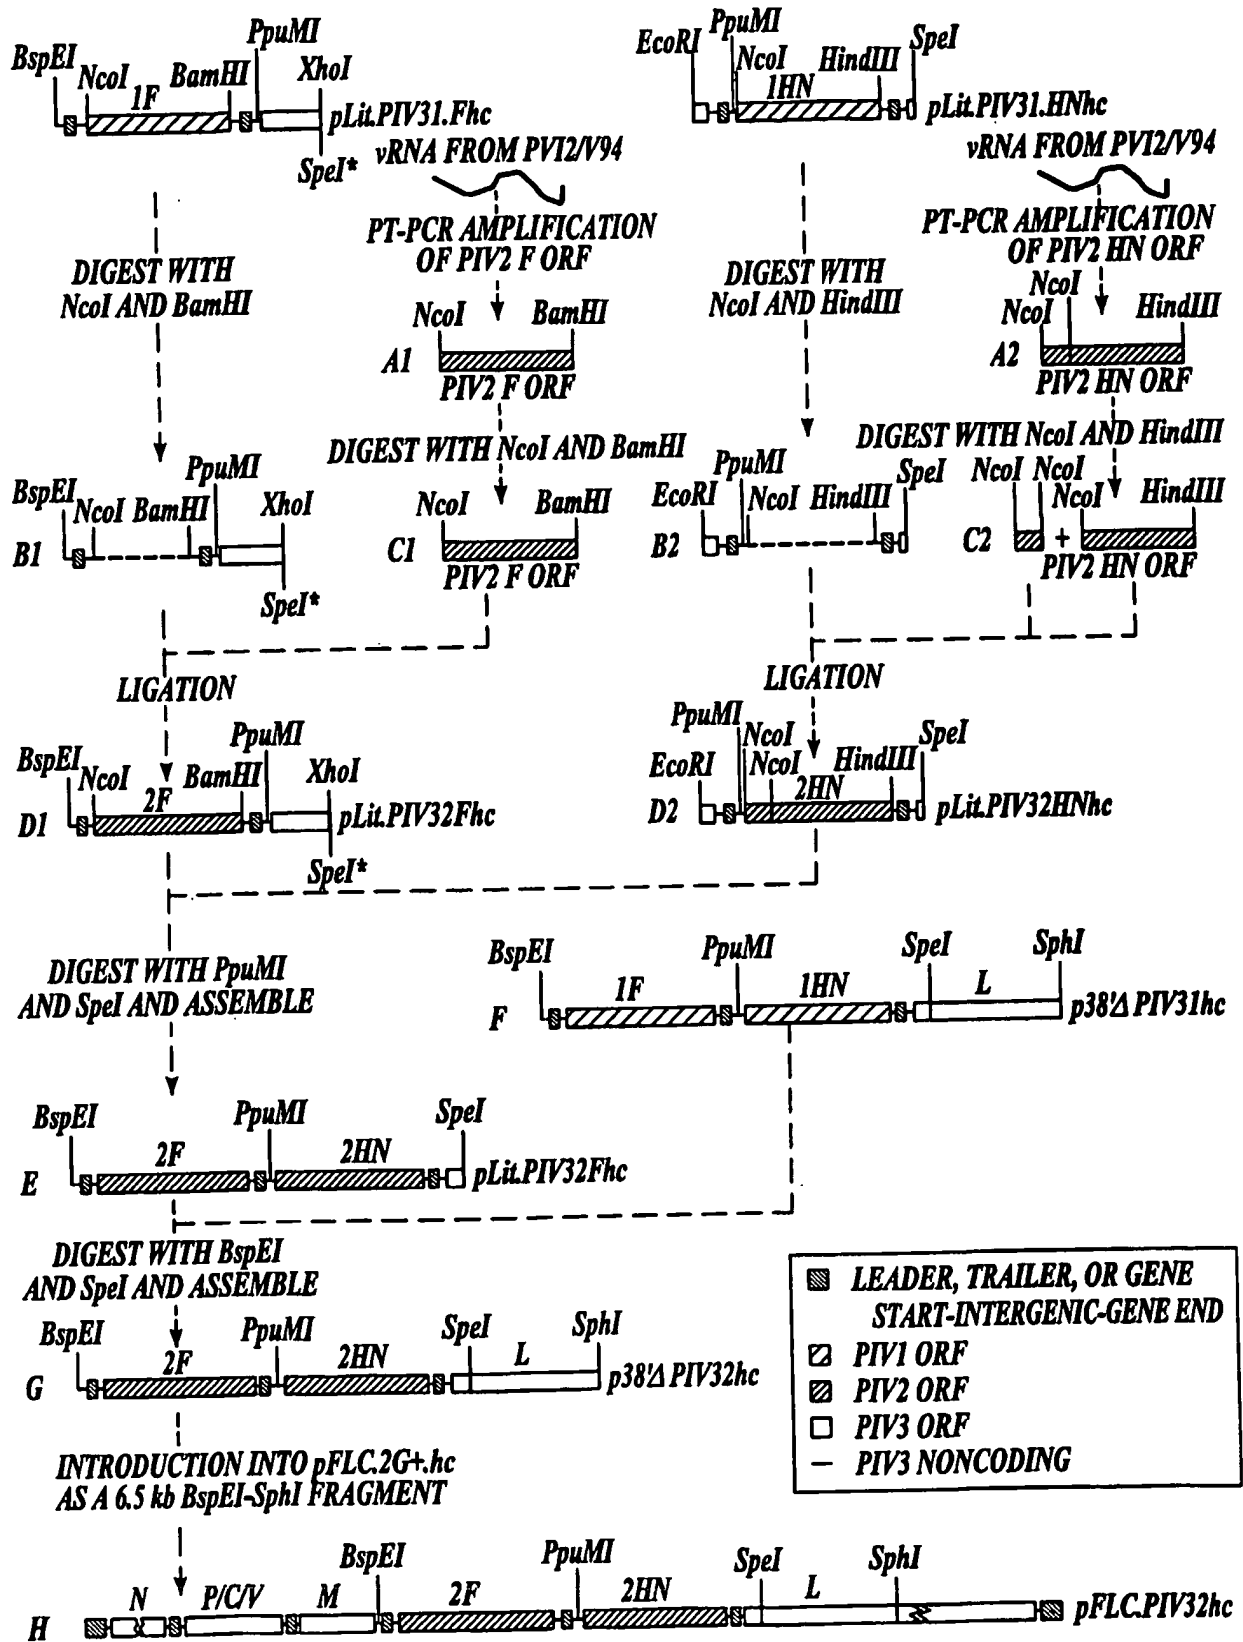 BspEI NcoI 1F BamHI PpuMI XhoI pLit.PIV31.Fhc
SpeI*
EcoRI PpuMI NcoI 1HN HindIII SpeI pLit.PIV31.HNhc
vRNA FROM PVI2/V94
PT-PCR AMPLIFICATION
OF PIV2 F ORF
vRNA FROM PVI2/V94
PT-PCR AMPLIFICATION
OF PIV2 HN ORF
DIGEST WITH
NcoI AND BamHI
NcoI BamHI
A1
PIV2 F ORF
DIGEST WITH
NcoI AND HindIII
NcoI
NcoI HindIII
A2
PIV2 HN ORF
DIGEST WITH NcoI AND BamHI
DIGEST WITH NcoI AND HindIII
BspEI NcoI BamHI PpuMI XhoI
B1
SpeI*
NcoI BamHI
C1
PIV2 F ORF
EcoRI PpuMI NcoI HindIII SpeI
B2
NcoI NcoI NcoI HindIII
C2 +
PIV2 HN ORF
LIGATION
LIGATION
BspEI NcoI 2F BamHI PpuMI XhoI
D1 pLit.PIV32Fhc
SpeI*
EcoRI PpuMI NcoI NcoI 2HN HindIII SpeI
D2 pLit.PIV32HNhc
DIGEST WITH PpuMI
AND SpeI AND ASSEMBLE
BspEI 1F PpuMI 1HN SpeI L SphI
F p38'Δ PIV31hc
BspEI 2F PpuMI 2HN SpeI
E pLit.PIV32Fhc
DIGEST WITH BspEI
AND SpeI AND ASSEMBLE
BspEI 2F PpuMI 2HN SpeI L SphI
G p38'Δ PIV32hc
LEADER, TRAILER, OR GENE
START-INTERGENIC-GENE END
PIV1 ORF
PIV2 ORF
PIV3 ORF
PIV3 NONCODING
INTRODUCTION INTO pFLC.2G+.hc
AS A 6.5 kb BspEI-SphI FRAGMENT
N P/C/V M BspEI 2F PpuMI 2HN SpeI L SphI
H pFLC.PIV32hc